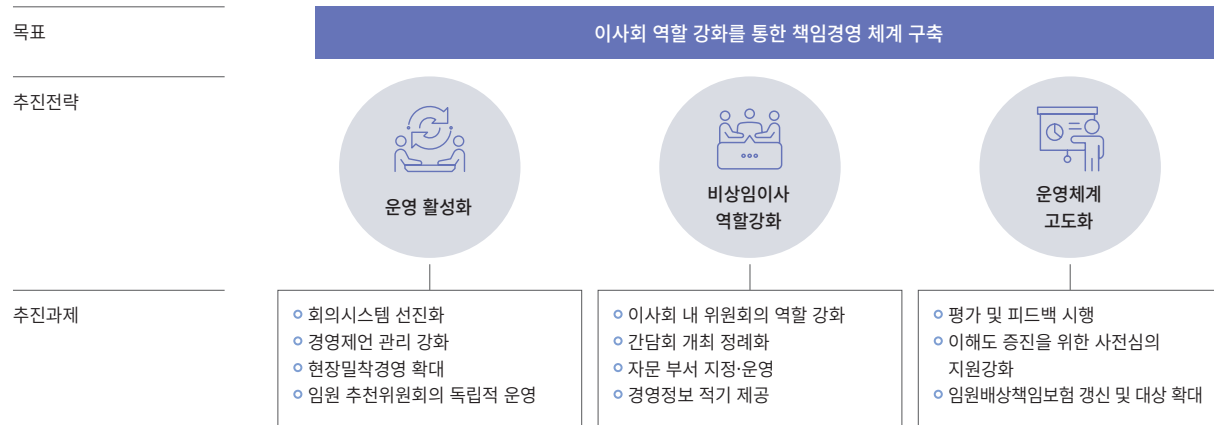 목표
이사회 역할 강화를 통한 책임경영 체계 구축
추진전략
운영 활성화
비상임이사
역할강화
운영체계
고도화
추진과제
회의시스템 선진화
경영제언 관리 강화
현장밀착경영 확대
임원 추천위원회의 독립적 운영
이사회 내 위원회의 역할 강화
간담회 개최 정례화
자문 부서 지정·운영
경영정보 적기 제공
평가 및 피드백 시행
이해도 증진을 위한 사전심의
지원강화
임원배상책임보험 갱신 및 대상 확대